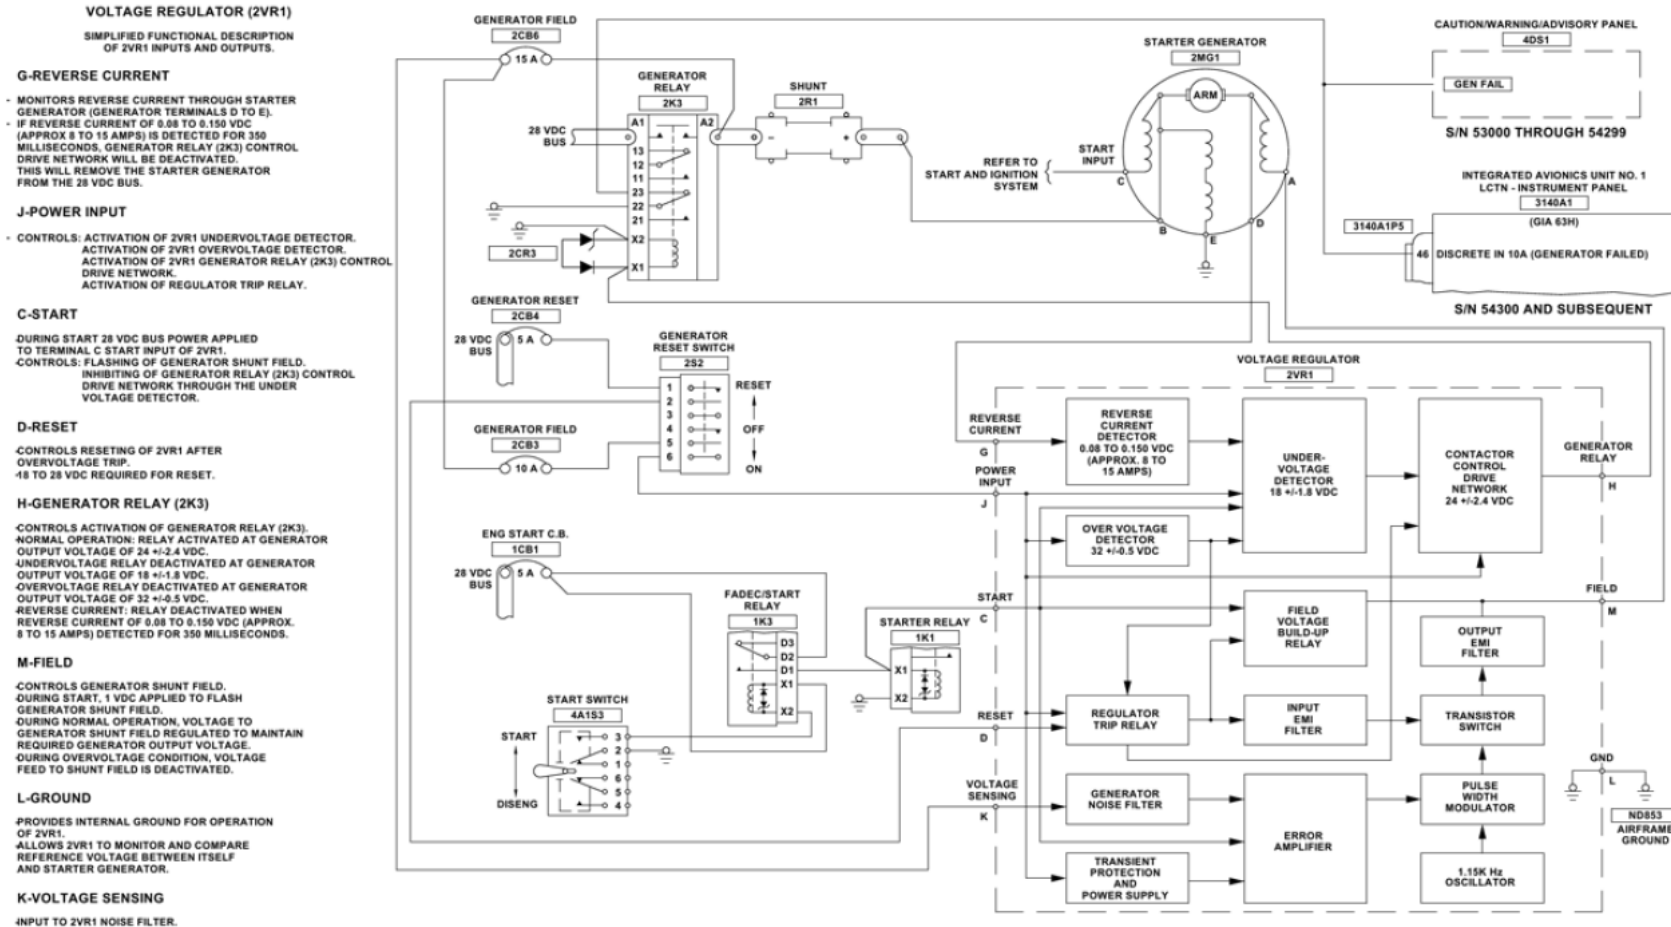 VOLTAGE REGULATOR (2VR1)
SIMPLIFIED FUNCTIONAL DESCRIPTION
OF 2VR1 INPUTS AND OUTPUTS.
G-REVERSE CURRENT
- MONITORS REVERSE CURRENT THROUGH STARTER
GENERATOR (GENERATOR TERMINALS D TO E).
- IF REVERSE CURRENT OF 0.08 TO 0.150 VDC
(APPROX 8 TO 15 AMPS) IS DETECTED FOR 350
MILLISECONDS, GENERATOR RELAY (2K3) CONTROL
DRIVE NETWORK WILL BE DEACTIVATED.
THIS WILL REMOVE THE STARTER GENERATOR
FROM THE 28 VDC BUS.
J-POWER INPUT
- CONTROLS: ACTIVATION OF 2VR1 UNDERVOLTAGE DETECTOR.
ACTIVATION OF 2VR1 OVERVOLTAGE DETECTOR.
ACTIVATION OF 2VR1 GENERATOR RELAY (2K3) CONTROL
DRIVE NETWORK.
ACTIVATION OF REGULATOR TRIP RELAY.
C-START
-DURING START 28 VDC BUS POWER APPLIED
TO TERMINAL C START INPUT OF 2VR1.
-CONTROLS: FLASHING OF GENERATOR SHUNT FIELD.
INHIBITING OF GENERATOR RELAY (2K3) CONTROL
DRIVE NETWORK THROUGH THE UNDER
VOLTAGE DETECTOR.
D-RESET
-CONTROLS RESETING OF 2VR1 AFTER
OVERVOLTAGE TRIP.
-18 TO 28 VDC REQUIRED FOR RESET.
H-GENERATOR RELAY (2K3)
-CONTROLS ACTIVATION OF GENERATOR RELAY (2K3).
-NORMAL OPERATION: RELAY ACTIVATED AT GENERATOR
OUTPUT VOLTAGE OF 24 +/-2.4 VDC.
-UNDERVOLTAGE RELAY DEACTIVATED AT GENERATOR
OUTPUT VOLTAGE OF 18 +/-1.8 VDC.
-OVERVOLTAGE RELAY DEACTIVATED AT GENERATOR
OUTPUT VOLTAGE OF 32 +/-0.5 VDC.
-REVERSE CURRENT: RELAY DEACTIVATED WHEN
REVERSE CURRENT OF 0.08 TO 0.150 VDC (APPROX.
8 TO 15 AMPS) DETECTED FOR 350 MILLISECONDS.
M-FIELD
-CONTROLS GENERATOR SHUNT FIELD.
-DURING START, 1 VDC APPLIED TO FLASH
GENERATOR SHUNT FIELD.
-DURING NORMAL OPERATION, VOLTAGE TO
GENERATOR SHUNT FIELD REGULATED TO MAINTAIN
REQUIRED GENERATOR OUTPUT VOLTAGE.
-DURING OVERVOLTAGE CONDITION, VOLTAGE
FEED TO SHUNT FIELD IS DEACTIVATED.
L-GROUND
-PROVIDES INTERNAL GROUND FOR OPERATION
OF 2VR1.
-ALLOWS 2VR1 TO MONITOR AND COMPARE
REFERENCE VOLTAGE BETWEEN ITSELF
AND STARTER GENERATOR.
K-VOLTAGE SENSING
-INPUT TO 2VR1 NOISE FILTER.
GENERATOR FIELD
2CB6
15 A
GENERATOR
RELAY
2K3
A1
A2
28 VDC
BUS
13
12
11
23
22
21
X2
X1
2CR3
SHUNT
2R1
-
+
STARTER GENERATOR
2MG1
ARM
START
INPUT
REFER TO
START AND IGNITION
SYSTEM
C
A
B
D
E
CAUTION/WARNING/ADVISORY PANEL
4DS1
GEN FAIL
S/N 53000 THROUGH 54299
INTEGRATED AVIONICS UNIT NO. 1
LCTN - INSTRUMENT PANEL
3140A1
(GIA 63H)
3140A1P5
46 DISCRETE IN 10A (GENERATOR FAILED)
S/N 54300 AND SUBSEQUENT
GENERATOR RESET
2CB4
28 VDC
BUS
5 A
GENERATOR
RESET SWITCH
2S2
1
2
3
4
5
6
RESET
OFF
ON
GENERATOR FIELD
2CB3
10 A
ENG START C.B.
1CB1
28 VDC
BUS
5 A
FADEC/START
RELAY
1K3
D3
D2
D1
X1
X2
STARTER RELAY
1K1
X1
X2
START SWITCH
4A1S3
START
DISENG
3
2
1
6
5
4
VOLTAGE REGULATOR
2VR1
REVERSE
CURRENT
G
POWER
INPUT
J
START
C
RESET
D
VOLTAGE
SENSING
K
REVERSE
CURRENT
DETECTOR
0.08 TO 0.150 VDC
(APPROX. 8 TO
15 AMPS)
OVER VOLTAGE
DETECTOR
32 +/-0.5 VDC
UNDER-
VOLTAGE
DETECTOR
18 +/-1.8 VDC
CONTACTOR
CONTROL
DRIVE
NETWORK
24 +/-2.4 VDC
GENERATOR
RELAY
H
FIELD
M
FIELD
VOLTAGE
BUILD-UP
RELAY
OUTPUT
EMI
FILTER
REGULATOR
TRIP RELAY
INPUT
EMI
FILTER
TRANSISTOR
SWITCH
GENERATOR
NOISE FILTER
ERROR
AMPLIFIER
PULSE
WIDTH
MODULATOR
TRANSIENT
PROTECTION
AND
POWER SUPPLY
1.15K Hz
OSCILLATOR
GND
L
ND853
AIRFRAME
GROUND